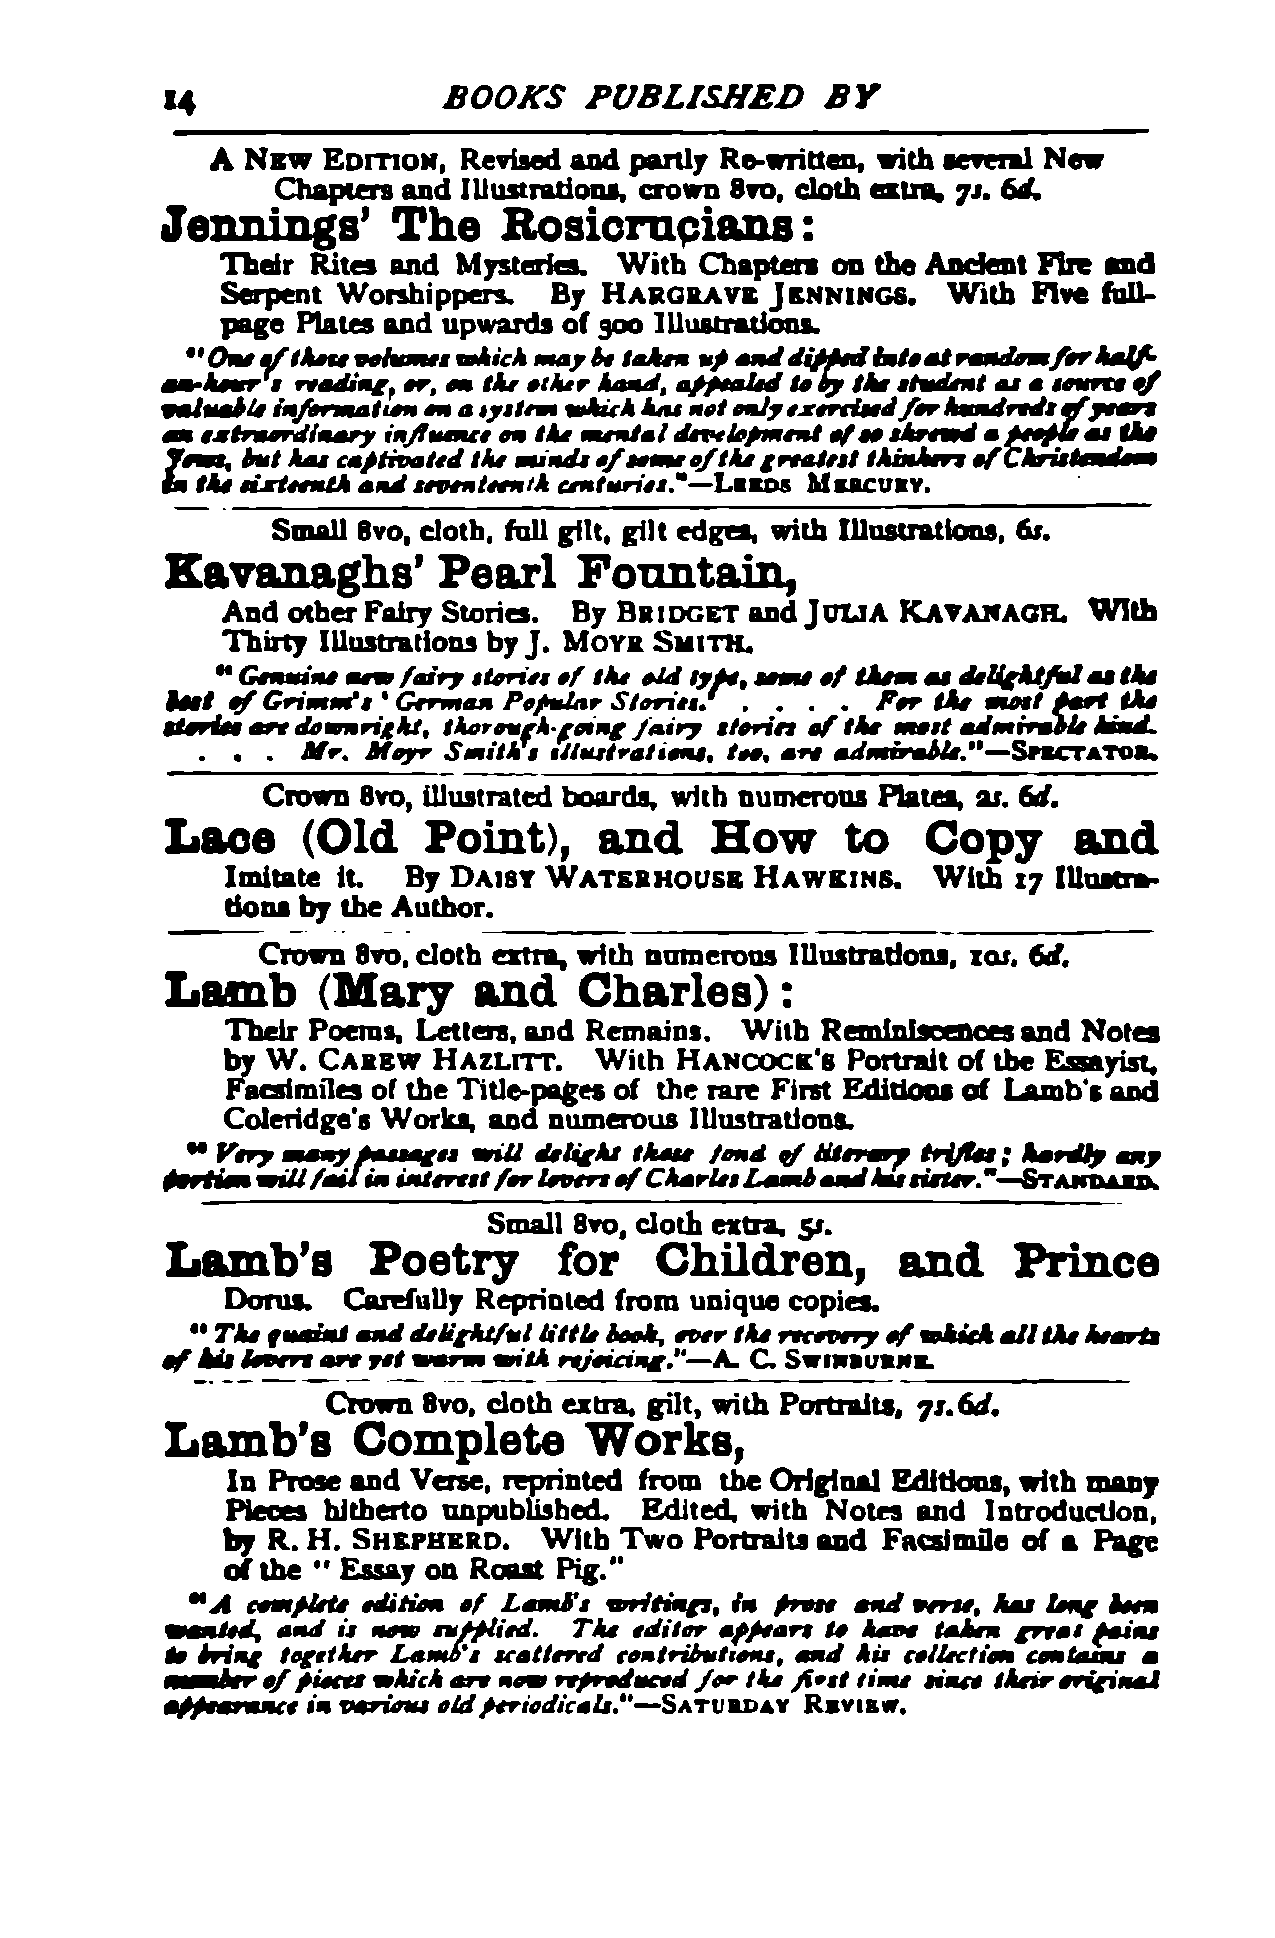 14 BOOKS PUBLISHED BY
A NEW EDITION, Revised and partly Re-written, with several New
Chapters and Illustrations, crown 8vo, cloth extra, 7s. 6d.
Jennings' The Rosicrucians:
Their Rites and Mysteries. With Chapters on the Ancient Fire and
Serpent Worshippers. By HARGRAVE JENNINGS. With Five full-
page Plates and upwards of 300 Illustrations.
"One of those volumes which may be taken up and dipped into at random for half-
an-hour's reading, or, on the other hand, appealed to by the student as a source of
valuable information on a system which has not only exercised for hundreds of years
an extraordinary influence on the mental development of so shrewd a people as the
Jews, but has captivated the minds of some of the greatest thinkers of Christendom
in the sixteenth and seventeenth centuries."—LEEDS MERCURY.
Small 8vo, cloth, full gilt, gilt edges, with Illustrations, 6s.
Kavanaghs' Pearl Fountain,
And other Fairy Stories. By BRIDGET and JULIA KAVANAGH. With
Thirty Illustrations by J. MOYR SMITH.
"Genuine new fairy stories of the old type, some of them as delightful as the
best of Grimm's 'German Popular Stories.' . . . . For the most part the
stories are downright, thorough-going fairy stories of the most admirable kind.
. . . Mr. Moyr Smith's illustrations, too, are admirable."—SPECTATOR.
Crown 8vo, illustrated boards, with numerous Plates, 2s. 6d.
Lace (Old Point), and How to Copy and
Imitate it. By DAISY WATERHOUSE HAWKINS. With 17 Illustra-
tions by the Author.
Crown 8vo, cloth extra, with numerous Illustrations, 10s. 6d.
Lamb (Mary and Charles):
Their Poems, Letters, and Remains. With Reminiscences and Notes
by W. CAREW HAZLITT. With HANCOCK'S Portrait of the Essayist,
Facsimiles of the Title-pages of the rare First Editions of Lamb's and
Coleridge's Works, and numerous Illustrations.
"Very many passages will delight those fond of literary trifles; hardly any
portion will fail in interest for lovers of Charles Lamb and his sister."—STANDARD.
Small 8vo, cloth extra, 5s.
Lamb's Poetry for Children, and Prince
Dorus. Carefully Reprinted from unique copies.
"The quaint and delightful little book, over the recovery of which all the hearts
of his lovers are yet warm with rejoicing."—A. C. SWINBURNE.
Crown 8vo, cloth extra, gilt, with Portraits, 7s. 6d.
Lamb's Complete Works,
In Prose and Verse, reprinted from the Original Editions, with many
Pieces hitherto unpublished. Edited, with Notes and Introduction,
by R. H. SHEPHERD. With Two Portraits and Facsimile of a Page
of the "Essay on Roast Pig."
"A complete edition of Lamb's writings, in prose and verse, has long been
wanted, and is now supplied. The editor appears to have taken great pains
to bring together Lamb's scattered contributions, and his collection contains a
number of pieces which are now reproduced for the first time since their original
appearance in various old periodicals."—SATURDAY REVIEW.